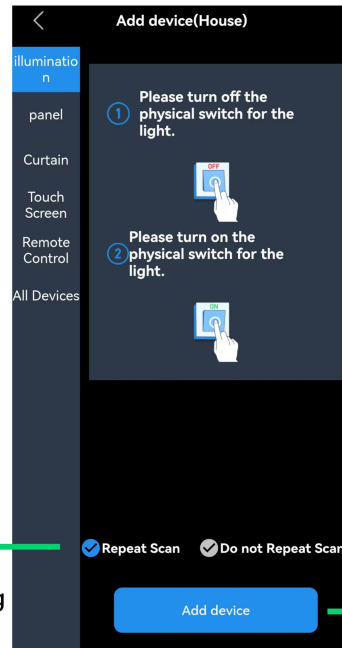 Add device(House)
illuminatio
n
panel
Curtain
Touch
Screen
Remote
Control
All Devices
1
Please turn off the
physical switch for the
light.
OFF
2
Please turn on the
physical switch for the
light.
ON
Repeat Scan
Do not Repeat Scan
g
Add device